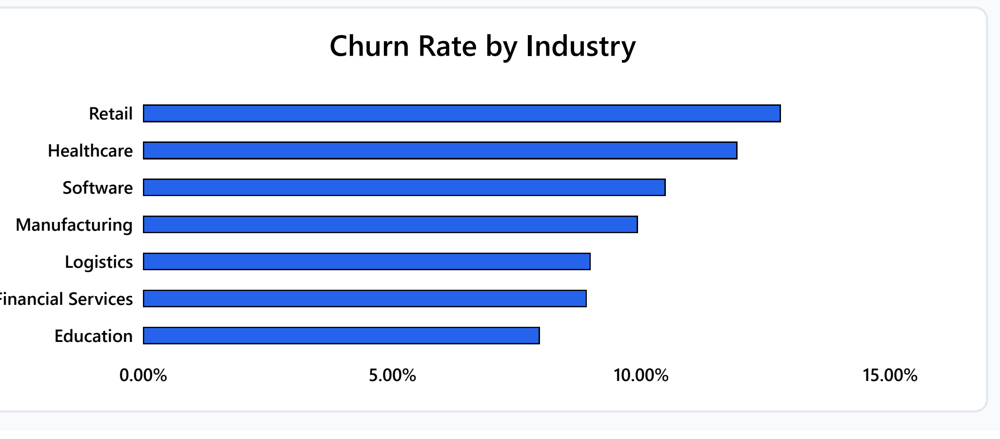 Churn Rate by Industry
Retail
Healthcare
Software
Manufacturing
Logistics
Financial Services
Education
0.00% 5.00% 10.00% 15.00%